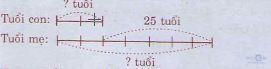 ? tuổi
Tuổi con:
25 tuổi
Tuổi mẹ:
? tuổi